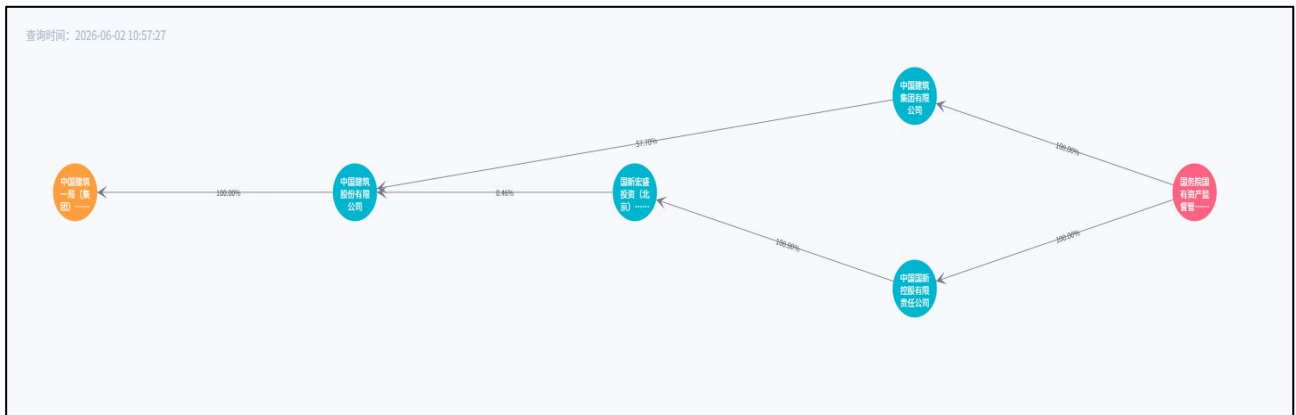 查询时间：2026-06-02 10:57:27
中国建筑
集团有限
公司
57.70%
100.00%
中国建筑
一局（集
团）……
100.00%
中国建筑
股份有限
公司
0.46%
国新宏盛
投资（北
京）……
国务院国
有资产监
督管……
100.00%
100.00%
中国国新
控股有限
责任公司